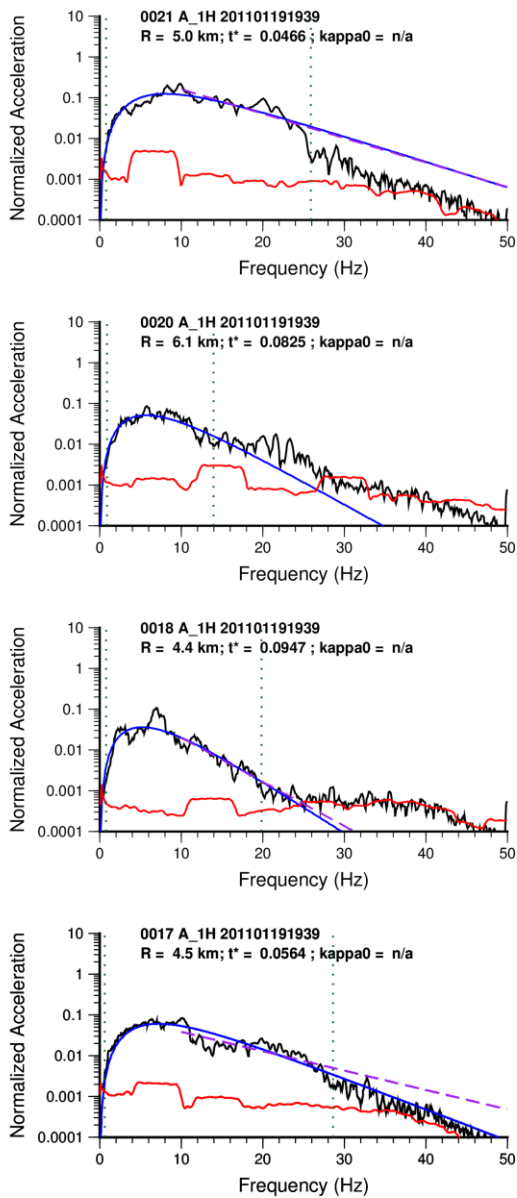 0021 A_1H 201101191939
R = 5.0 km; t* = 0.0466 ; kappa0 = n/a
Normalized Acceleration
10
1
0.1
0.01
0.001
0.0001
0 10 20 30 40 50
Frequency (Hz)
0020 A_1H 201101191939
R = 6.1 km; t* = 0.0825 ; kappa0 = n/a
Normalized Acceleration
10
1
0.1
0.01
0.001
0.0001
0 10 20 30 40 50
Frequency (Hz)
0018 A_1H 201101191939
R = 4.4 km; t* = 0.0947 ; kappa0 = n/a
Normalized Acceleration
10
1
0.1
0.01
0.001
0.0001
0 10 20 30 40 50
Frequency (Hz)
0017 A_1H 201101191939
R = 4.5 km; t* = 0.0564 ; kappa0 = n/a
Normalized Acceleration
10
1
0.1
0.01
0.001
0.0001
0 10 20 30 40 50
Frequency (Hz)